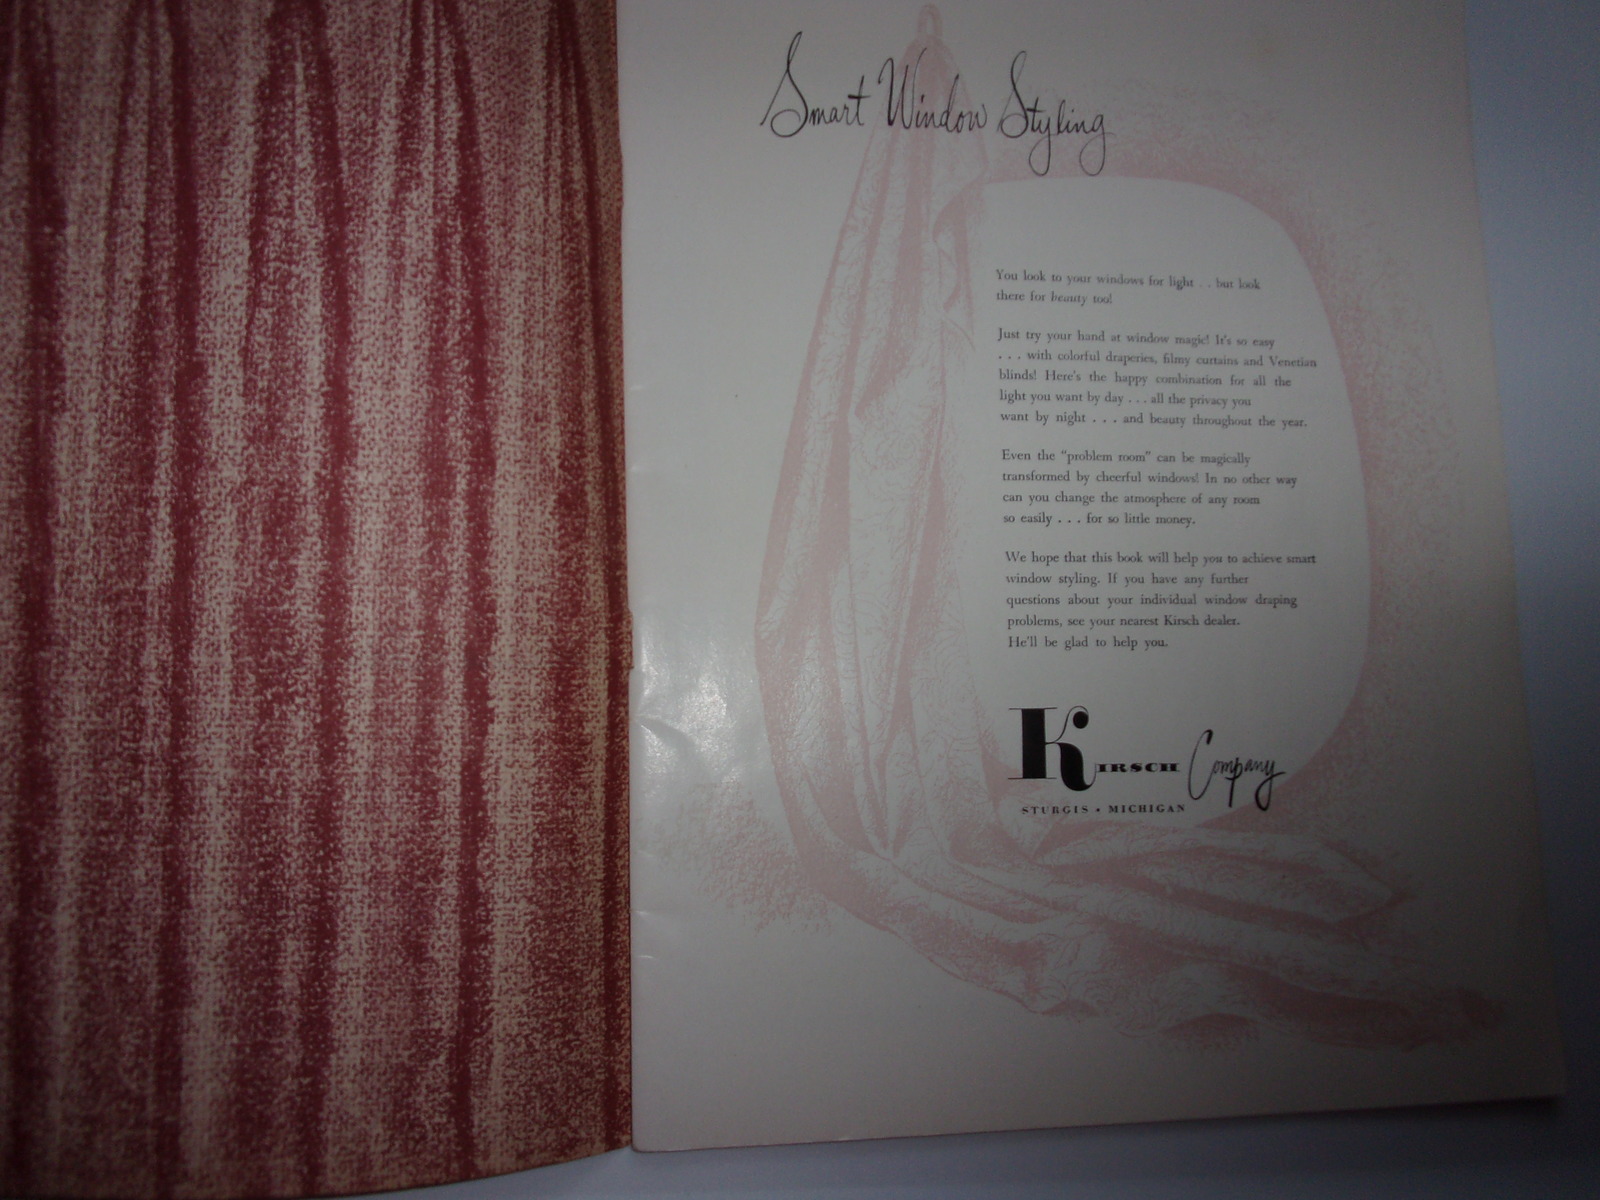 Smart Window Styling
You look to your windows for light . . but look
there for beauty too!
Just try your hand at window magic! It's so easy
. . . with colorful draperies, filmy curtains and Venetian
blinds! Here's the happy combination for all the
light you want by day . . . all the privacy you
want by night . . . and beauty throughout the year.
Even the "problem room" can be magically
transformed by cheerful windows! In no other way
can you change the atmosphere of any room
so easily . . . for so little money.
We hope that this book will help you to achieve smart
window styling. If you have any further
questions about your individual window draping
problems, see your nearest Kirsch dealer.
He'll be glad to help you.
KIRSCH Company
STURGIS • MICHIGAN